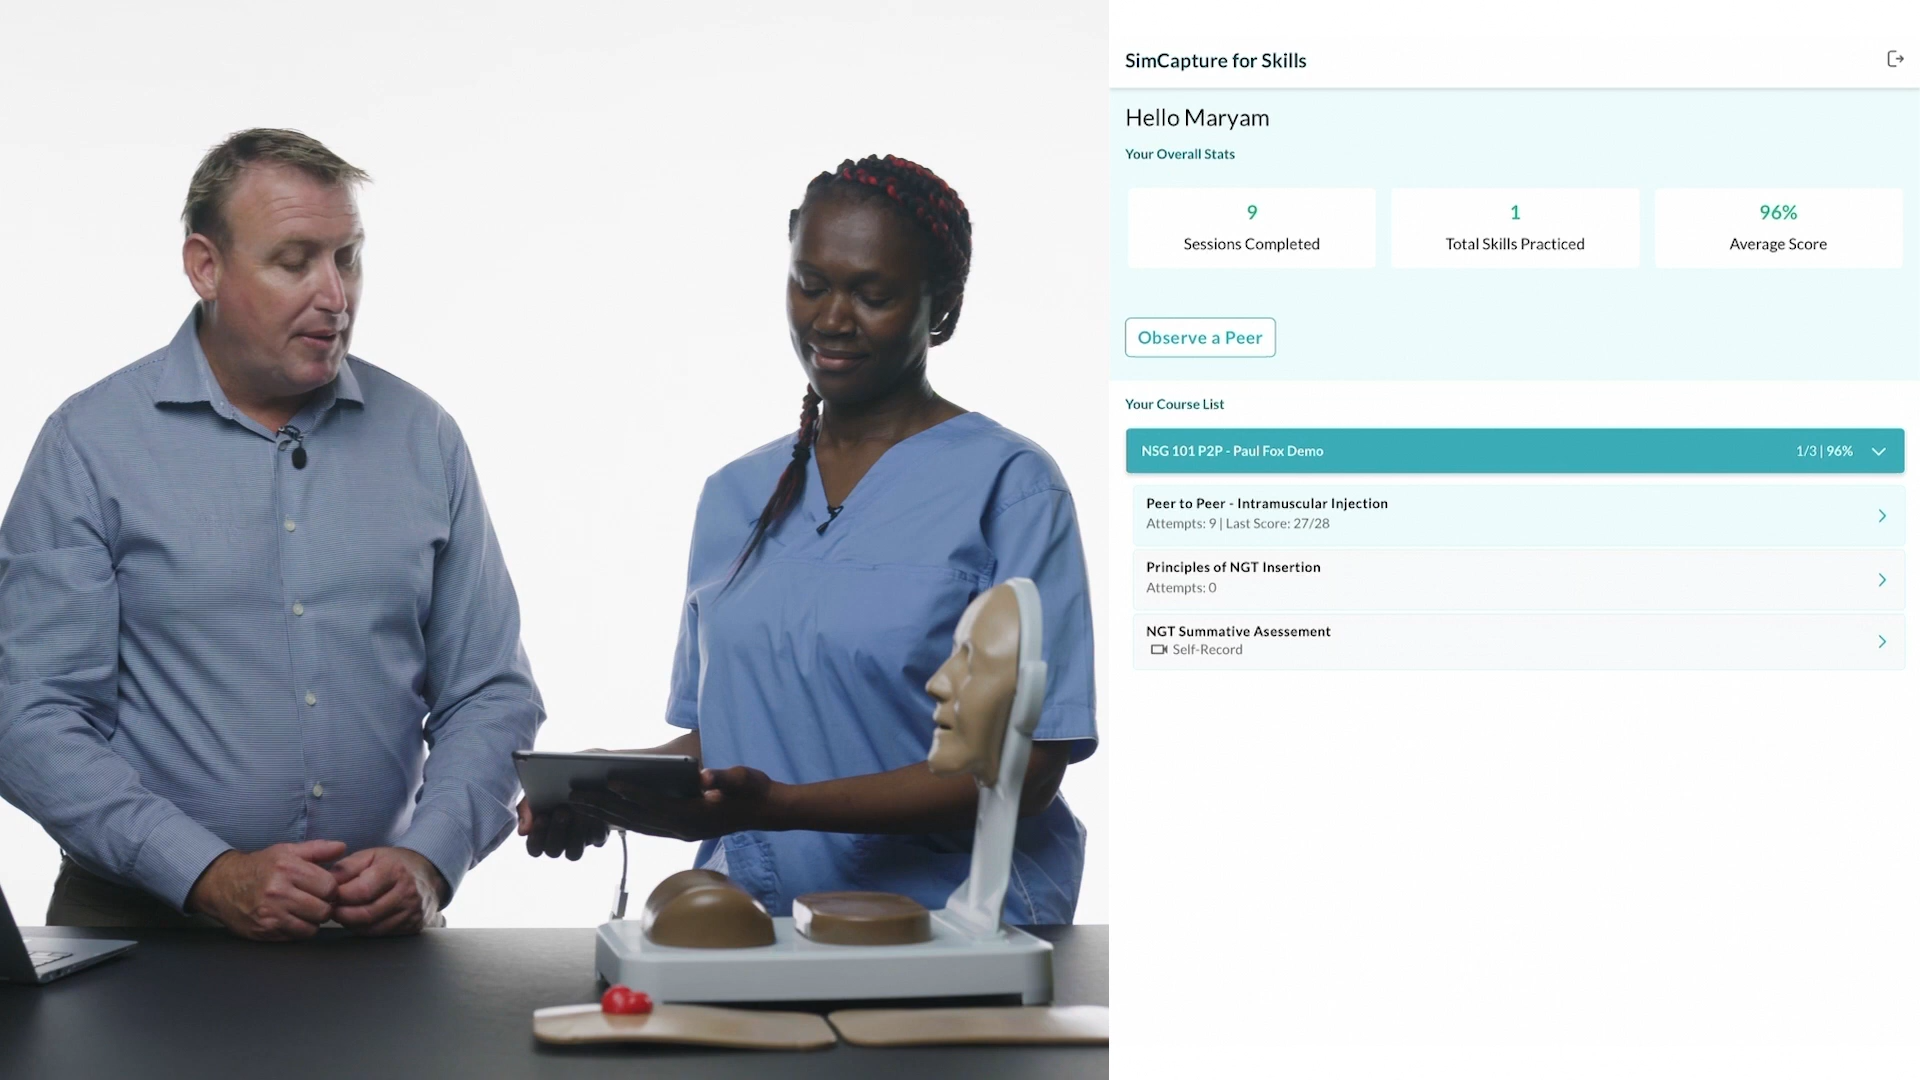 SimCapture for Skills
Hello Maryam
Your Overall Stats
9
Sessions Completed
1
Total Skills Practiced
96%
Average Score
Observe a Peer
Your Course List
NSG 101 P2P - Paul Fox Demo
1/3 | 96%
Peer to Peer - Intramuscular Injection
Attempts: 9 | Last Score: 27/28
Principles of NGT Insertion
Attempts: 0
NGT Summative Asessement
Self-Record